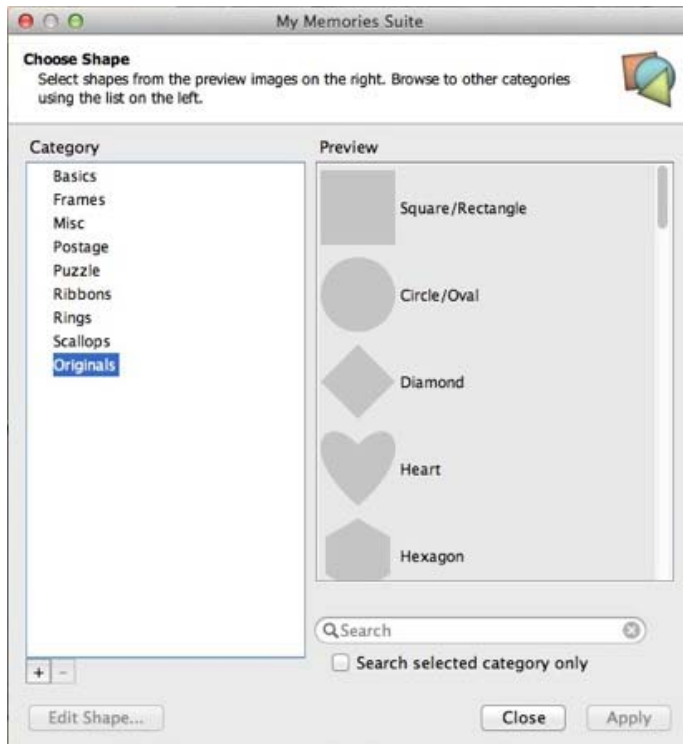 My Memories Suite
Choose Shape
Select shapes from the preview images on the right. Browse to other categories
using the list on the left.
Category
Basics
Frames
Misc
Postage
Puzzle
Ribbons
Rings
Scallops
Originals
+ -
Preview
Square/Rectangle
Circle/Oval
Diamond
Heart
Hexagon
Search
Search selected category only
Edit Shape...
Close
Apply